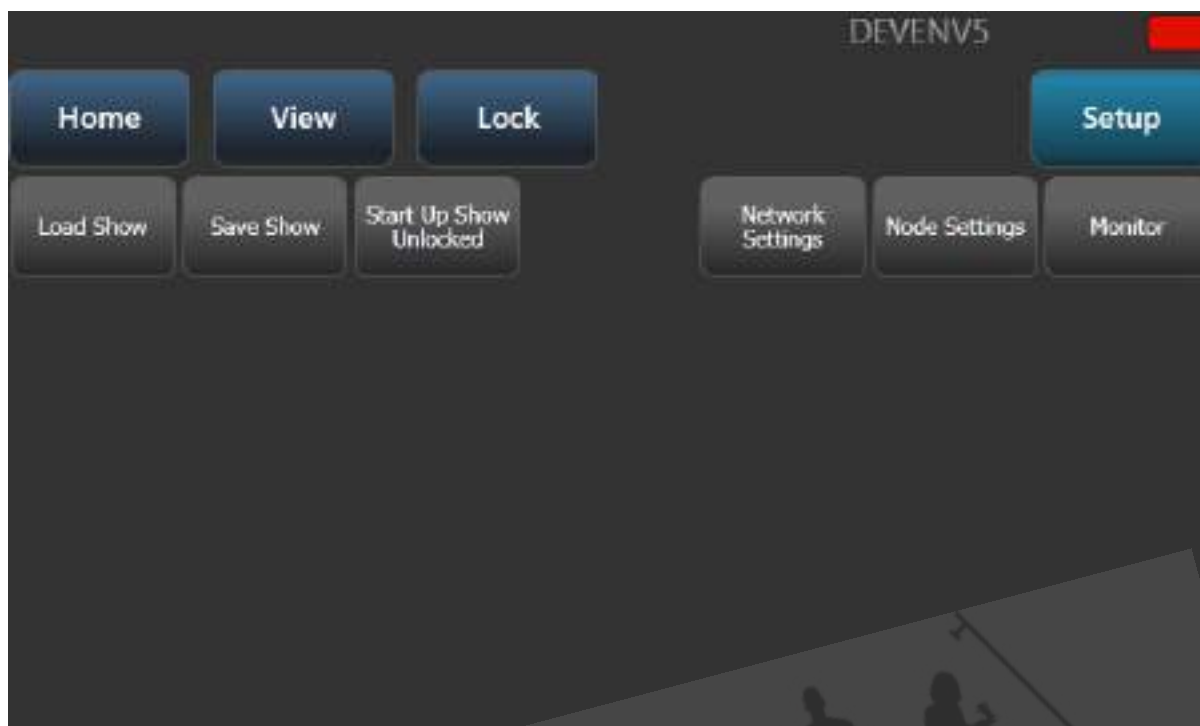 DEVENV5
Home View Lock Setup
Load Show Save Show Start Up Show
Unlocked Network
Settings Node Settings Monitor